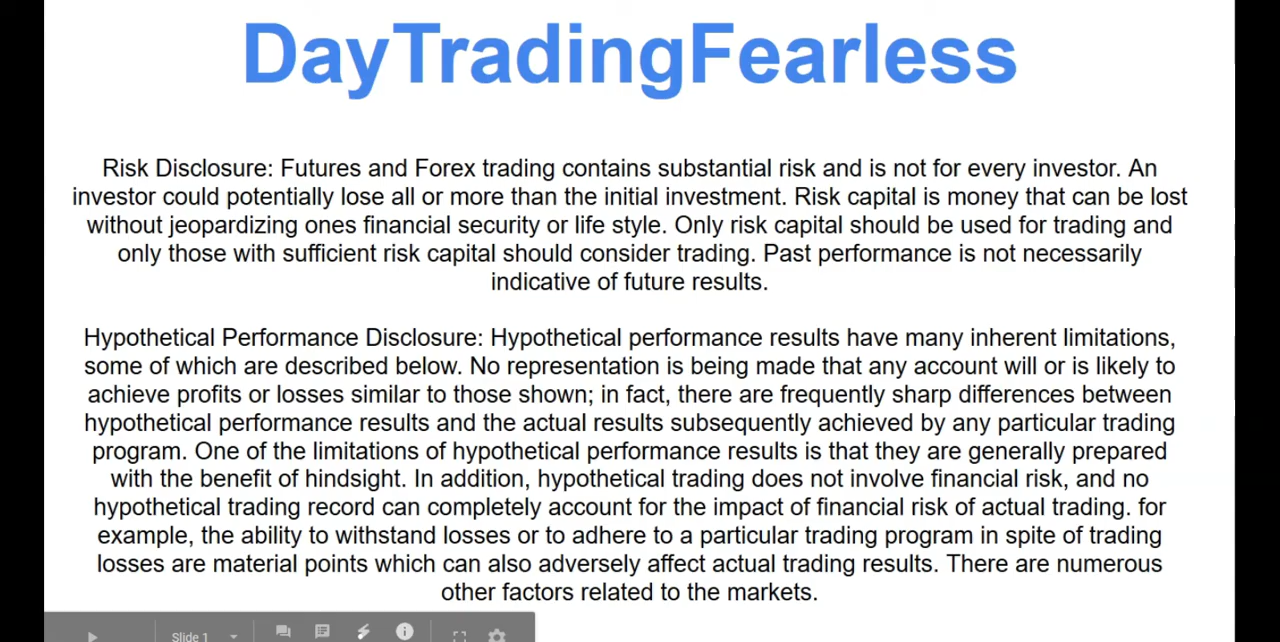 DayTradingFearless
Risk Disclosure: Futures and Forex trading contains substantial risk and is not for every investor. An
investor could potentially lose all or more than the initial investment. Risk capital is money that can be lost
without jeopardizing ones financial security or life style. Only risk capital should be used for trading and
only those with sufficient risk capital should consider trading. Past performance is not necessarily
indicative of future results.
Hypothetical Performance Disclosure: Hypothetical performance results have many inherent limitations,
some of which are described below. No representation is being made that any account will or is likely to
achieve profits or losses similar to those shown; in fact, there are frequently sharp differences between
hypothetical performance results and the actual results subsequently achieved by any particular trading
program. One of the limitations of hypothetical performance results is that they are generally prepared
with the benefit of hindsight. In addition, hypothetical trading does not involve financial risk, and no
hypothetical trading record can completely account for the impact of financial risk of actual trading. for
example, the ability to withstand losses or to adhere to a particular trading program in spite of trading
losses are material points which can also adversely affect actual trading results. There are numerous
other factors related to the markets.
Slide 1